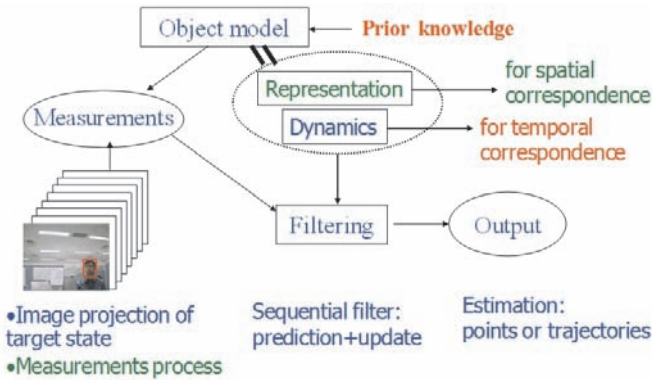 Object model
Prior knowledge
Representation
for spatial
correspondence
Measurements
Dynamics
for temporal
correspondence
Filtering
Output
•Image projection of
target state
•Measurements process
Sequential filter:
prediction+update
Estimation:
points or trajectories